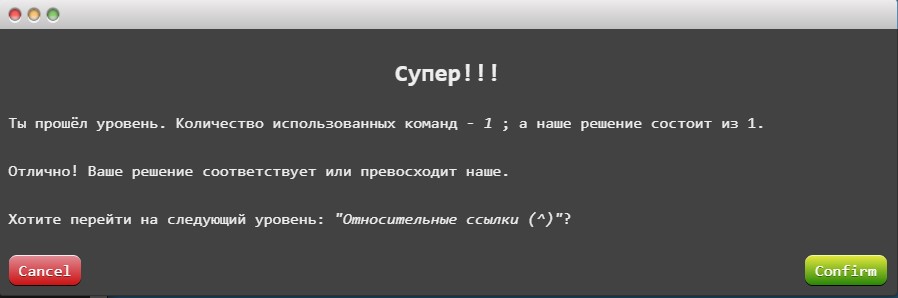 Супер!!!
Ты прошёл уровень. Количество использованных команд - 1 ; а наше решение состоит из 1.
Отлично! Ваше решение соответствует или превосходит наше.
Хотите перейти на следующий уровень: "Относительные ссылки (^)"?
Cancel Confirm